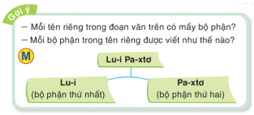 Gợi ý
– Mỗi tên riêng trong đoạn văn trên có mấy bộ phận?
– Mỗi bộ phận trong tên riêng được viết như thế nào?
M
Lu-i Pa-xtơ
Lu-i
(bộ phận thứ nhất)
Pa-xtơ
(bộ phận thứ hai)